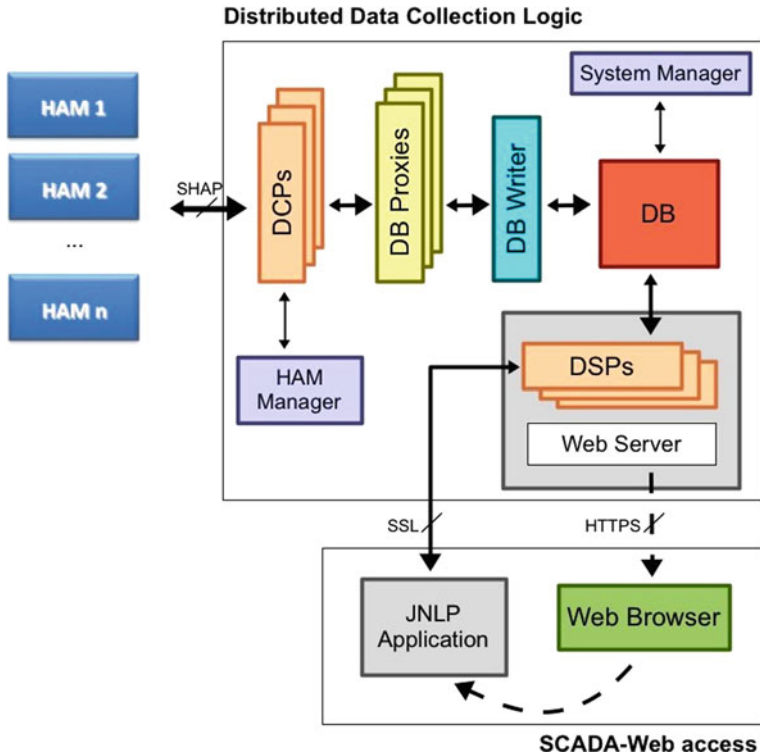 Distributed Data Collection Logic
HAM 1
HAM 2
...
HAM n
SHAP
DCPs
DB Proxies
DB Writer
System Manager
DB
HAM
Manager
DSPs
Web Server
SSL
HTTPS
JNLP
Application
Web Browser
SCADA-Web access